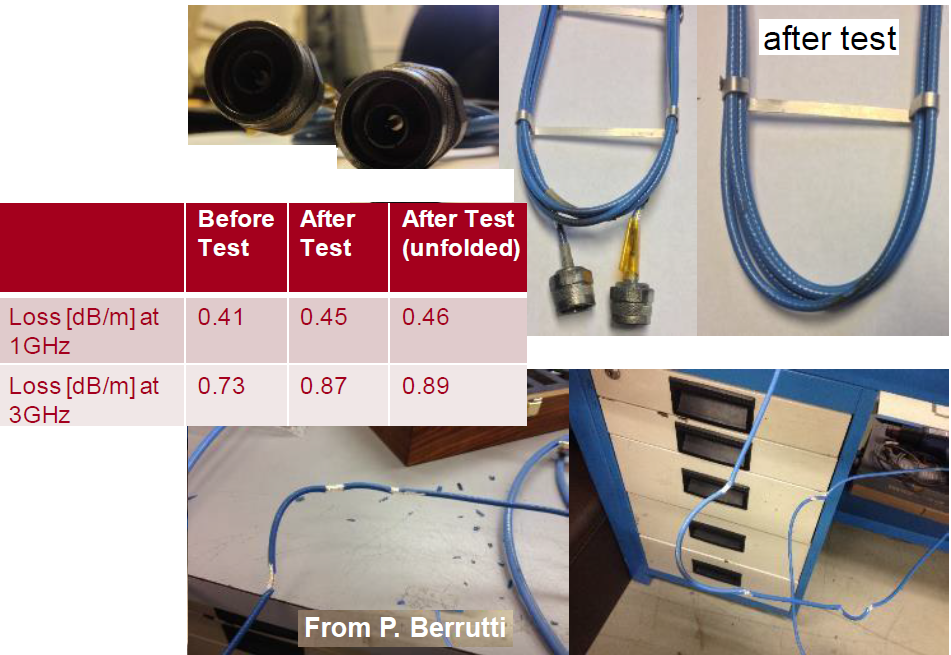 after test
Before After After Test
Test Test (unfolded)
Loss [dB/m] at 0.41 0.45 0.46
1GHz
Loss [dB/m] at 0.73 0.87 0.89
3GHz
From P. Berrutti